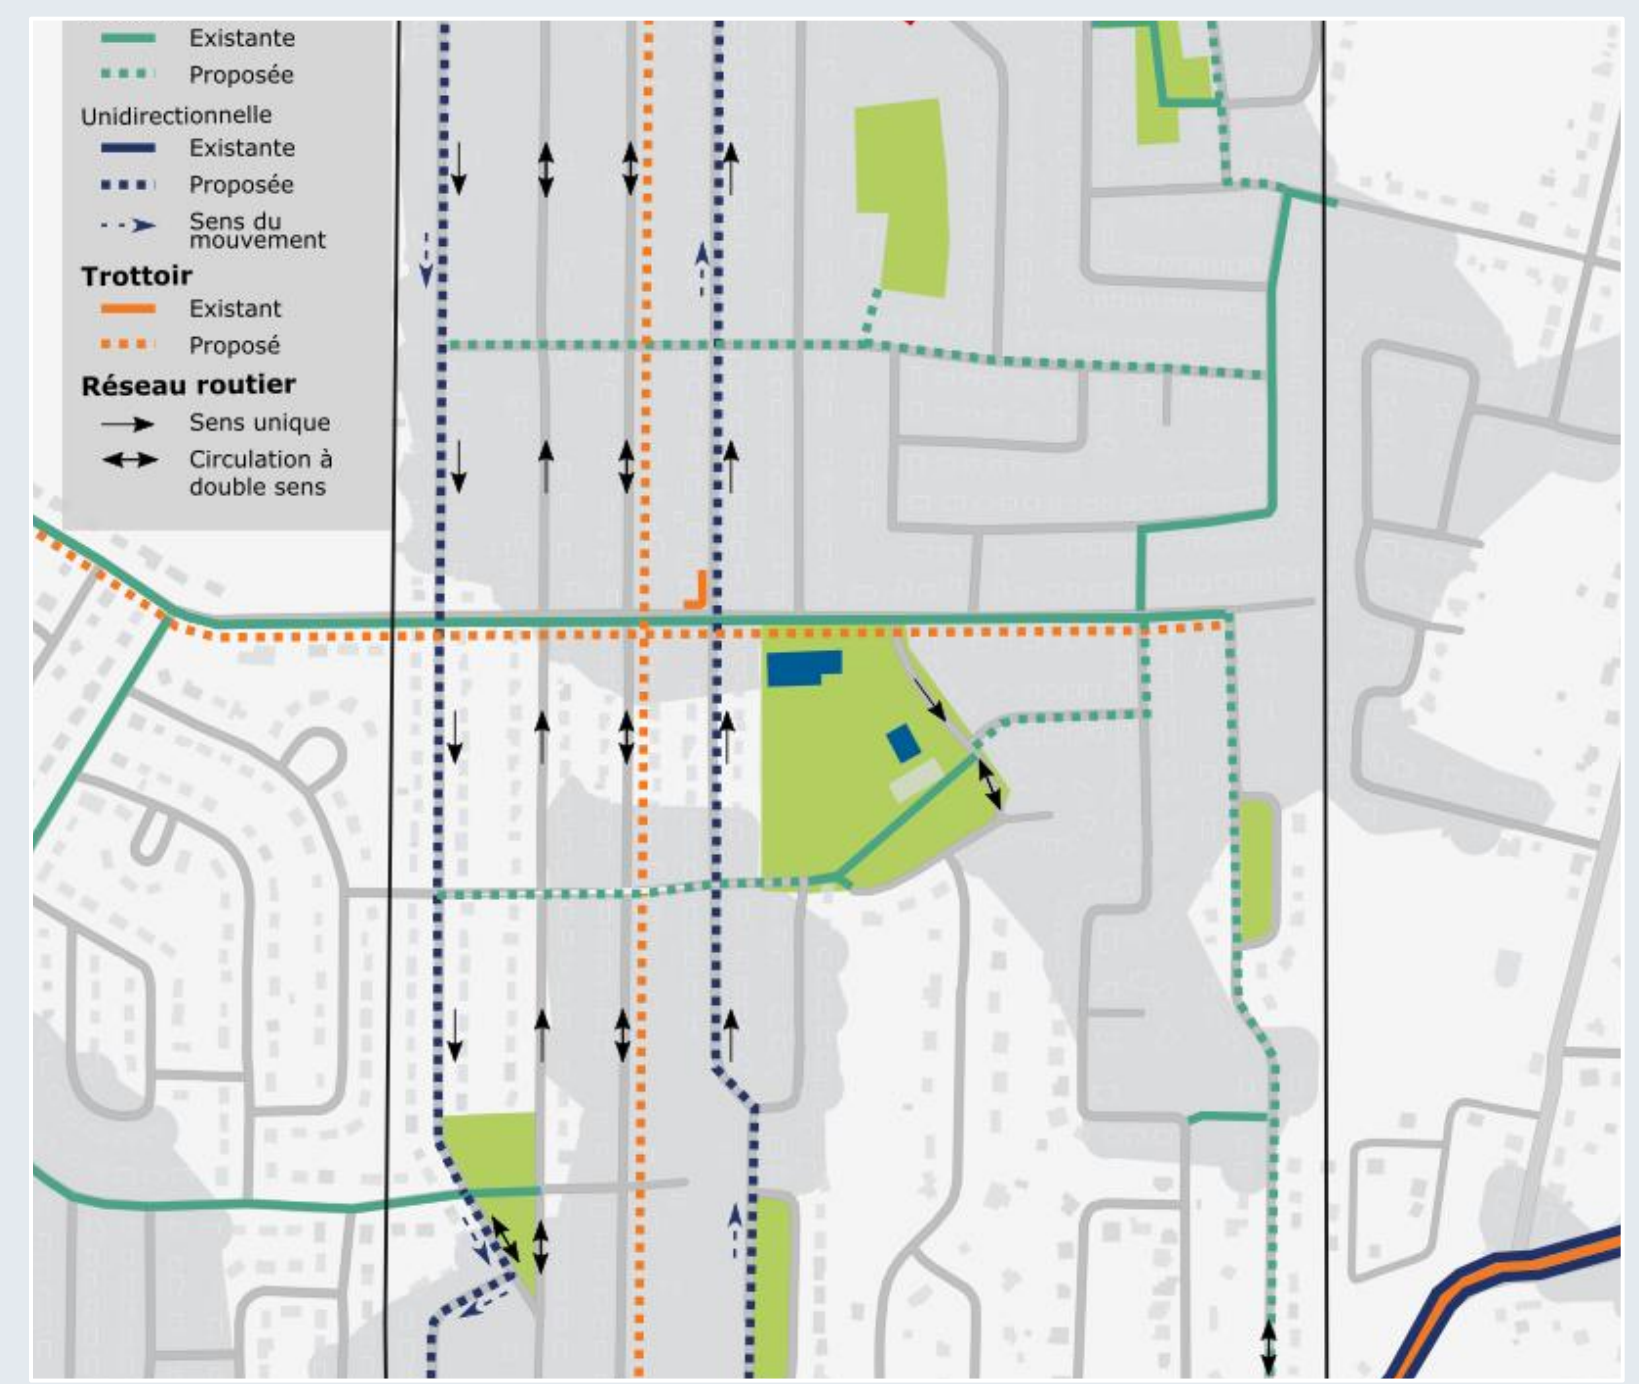 Existante
Proposée
Unidirectionnelle
Existante
Proposée
Sens du
mouvement
Trottoir
Existant
Proposé
Réseau routier
Sens unique
Circulation à
double sens